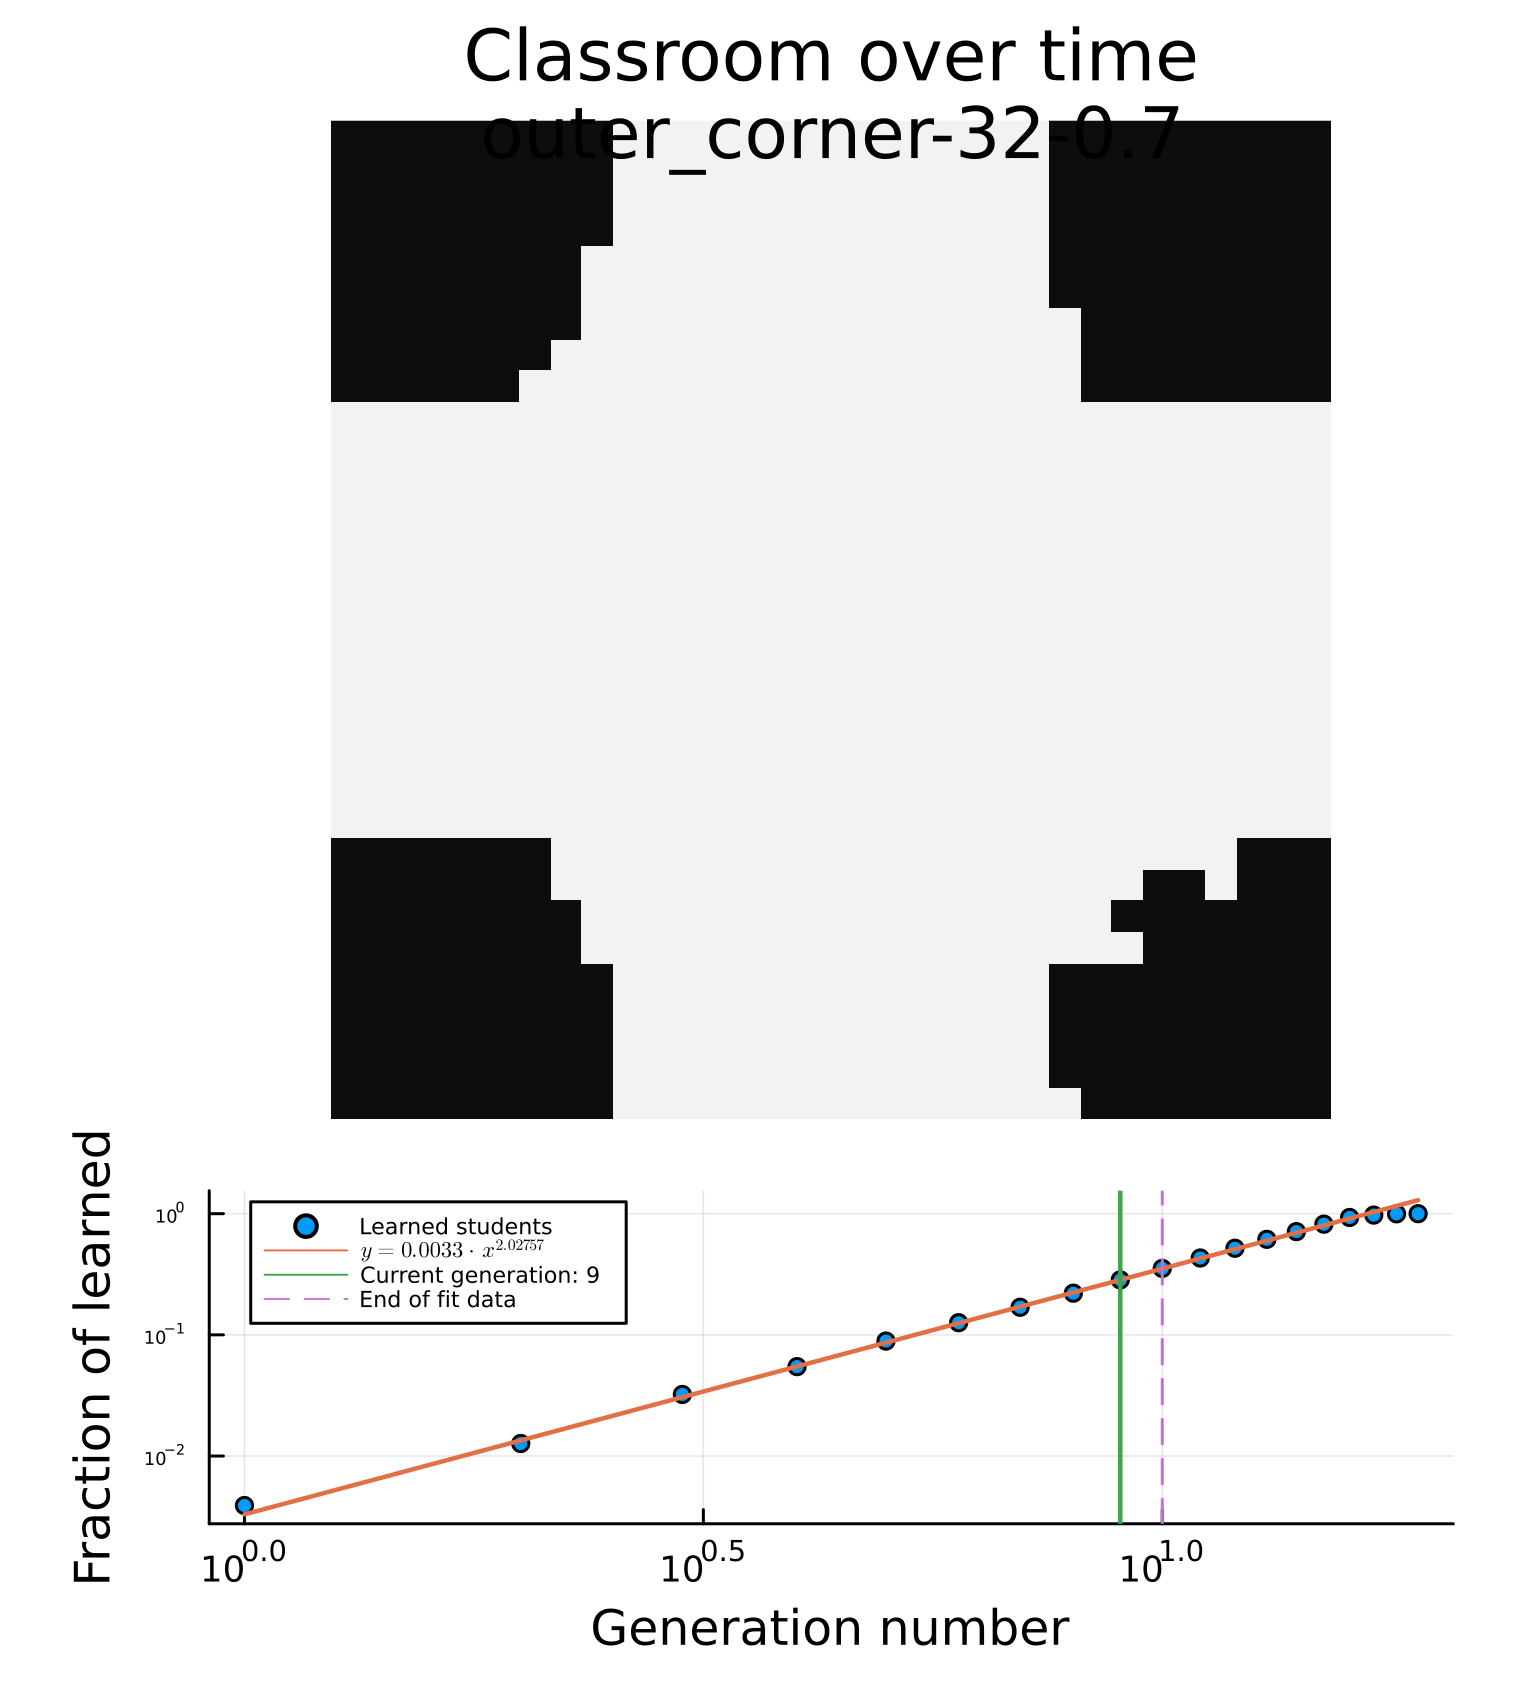 Classroom over time
outer_corner-32-0.7
Fraction of learned
10⁰
10⁻¹
10⁻²
Learned students
y = 0.0033 · x^2.02757
Current generation: 9
End of fit data
10^0.0
10^0.5
10^1.0
Generation number